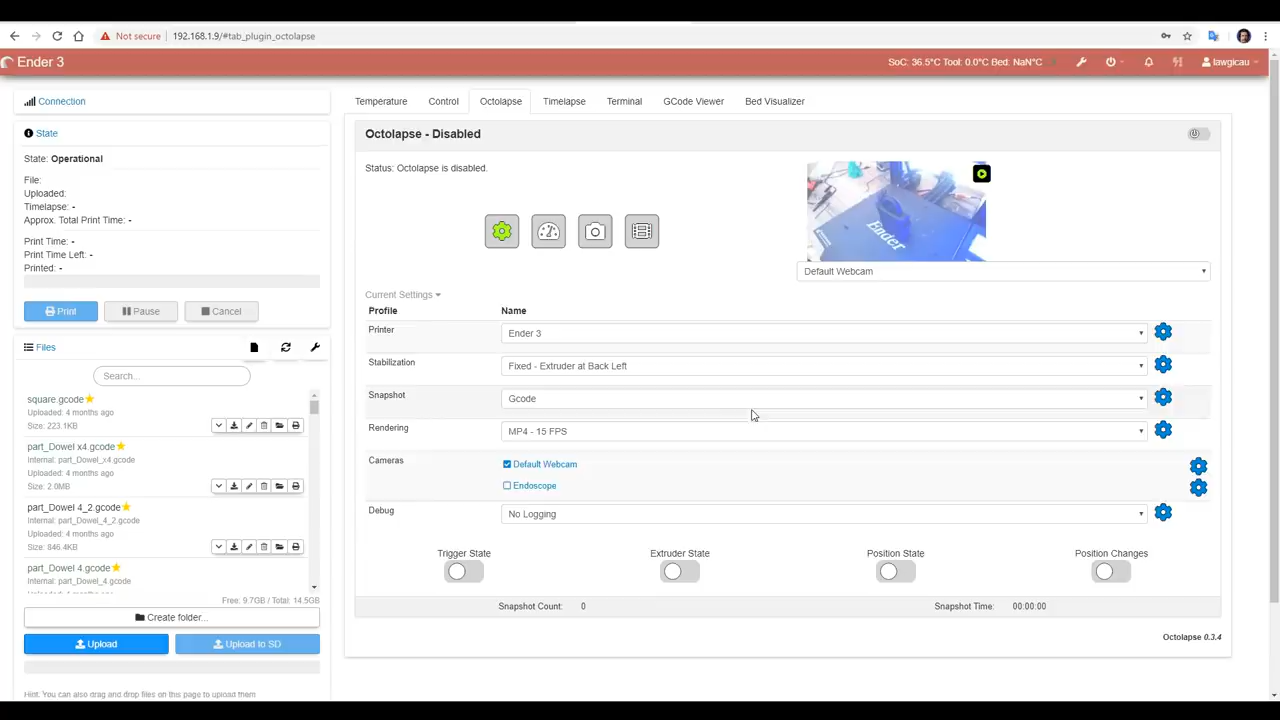 Not secure 192.168.1.9/#tab_plugin_octolapse
Ender 3 SoC: 36.5°C Tool: 0.0°C Bed: NaN°C lawgicau
Connection
State
State: Operational
File:
Uploaded:
Timelapse: -
Approx. Total Print Time: -
Print Time: -
Print Time Left: -
Printed: -
Print Pause Cancel
Files
Search...
square.gcode
Uploaded: 4 months ago
Size: 223.1KB
part_Dowel x4.gcode
Internal: part_Dowel_x4.gcode
Uploaded: 4 months ago
Size: 2.0MB
part_Dowel 4_2.gcode
Internal: part_Dowel_4_2.gcode
Uploaded: 4 months ago
Size: 846.4KB
part_Dowel 4.gcode
Internal: part_Dowel_4.gcode
Free: 9.7GB / Total: 14.5GB
Create folder...
Upload Upload to SD
Hint: You can also drag and drop files on this page to upload them
Temperature Control Octolapse Timelapse Terminal GCode Viewer Bed Visualizer
Octolapse - Disabled
Status: Octolapse is disabled.
Ender
Default Webcam
Current Settings
Profile Name
Printer Ender 3
Stabilization Fixed - Extruder at Back Left
Snapshot Gcode
Rendering MP4 - 15 FPS
Cameras Default Webcam
Endoscope
Debug No Logging
Trigger State Extruder State Position State Position Changes
Snapshot Count: 0 Snapshot Time: 00:00:00
Octolapse 0.3.4